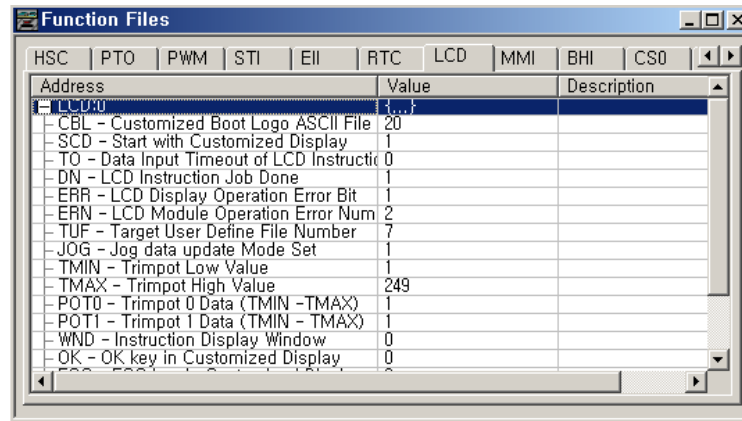 Function Files
HSC PTO PWM STI EII RTC LCD MMI BHI CS0
Address Value Description
LCD:0 {...}
CBL - Customized Boot Logo ASCII File 20
SCD - Start with Customized Display 1
TO - Data Input Timeout of LCD Instructic 0
DN - LCD Instruction Job Done 1
ERR - LCD Display Operation Error Bit 1
ERN - LCD Module Operation Error Num 2
TUF - Target User Define File Number 7
JOG - Jog data update Mode Set 1
TMIN - Trimpot Low Value 1
TMAX - Trimpot High Value 249
POT0 - Trimpot 0 Data (TMIN -TMAX) 1
POT1 - Trimpot 1 Data (TMIN - TMAX) 1
WND - Instruction Display Window 0
OK - OK key in Customized Display 0